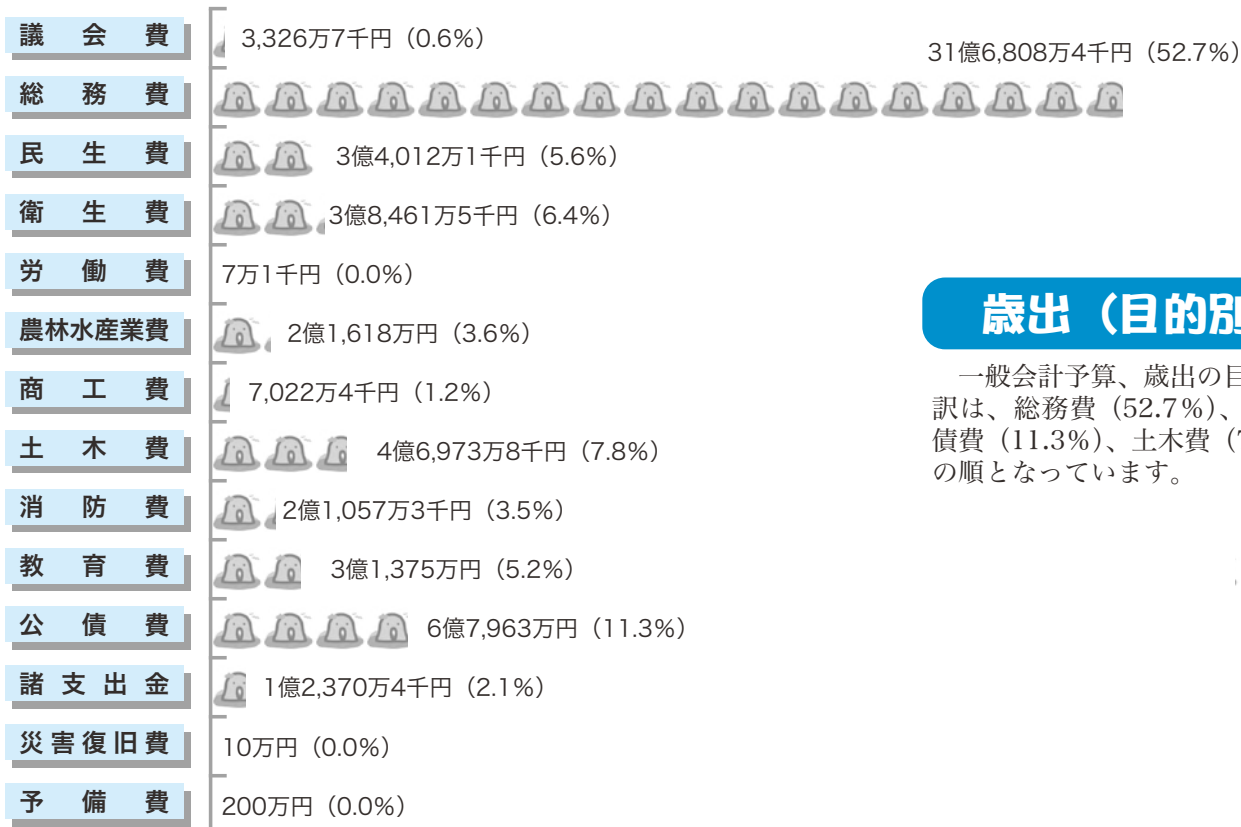 議会費 3,326万7千円（0.6%）
総務費 31億6,808万4千円（52.7%）
民生費 3億4,012万1千円（5.6%）
衛生費 3億8,461万5千円（6.4%）
労働費 7万1千円（0.0%）
農林水産業費 2億1,618万円（3.6%）
商工費 7,022万4千円（1.2%）
土木費 4億6,973万8千円（7.8%）
消防費 2億1,057万3千円（3.5%）
教育費 3億1,375万円（5.2%）
公債費 6億7,963万円（11.3%）
諸支出金 1億2,370万4千円（2.1%）
災害復旧費 10万円（0.0%）
予備費 200万円（0.0%）
歳出（目的別
一般会計予算、歳出の目
訳は、総務費（52.7%）、
債費（11.3%）、土木費（
の順となっています。